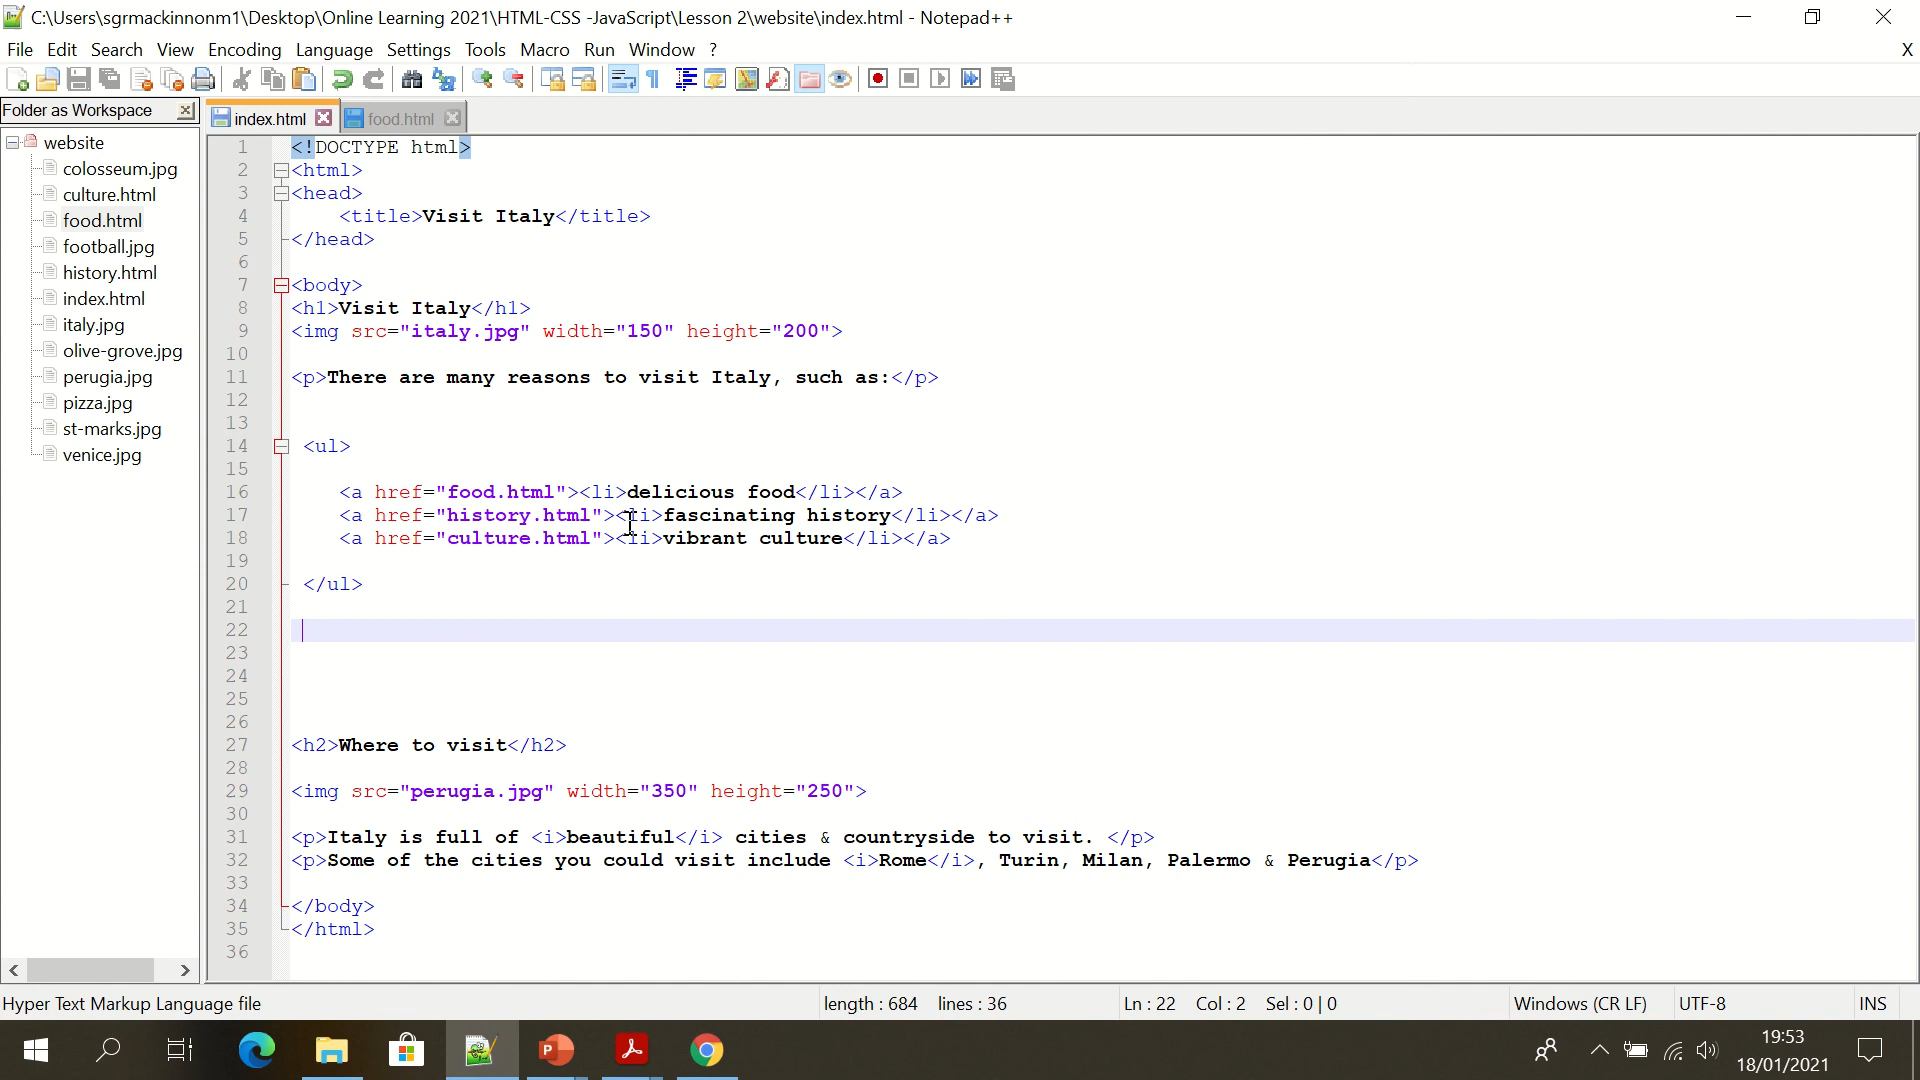 C:\Users\sgrmackinnonm1\Desktop\Online Learning 2021\HTML-CSS -JavaScript\Lesson 2\website\index.html - Notepad++
File Edit Search View Encoding Language Settings Tools Macro Run Window ? X
Folder as Workspace
index.html food.html
website
colosseum.jpg
culture.html
food.html
football.jpg
history.html
index.html
italy.jpg
olive-grove.jpg
perugia.jpg
pizza.jpg
st-marks.jpg
venice.jpg
1 <!DOCTYPE html>
2 <html>
3 <head>
4 <title>Visit Italy</title>
5 </head>
6
7 <body>
8 <h1>Visit Italy</h1>
9 <img src="italy.jpg" width="150" height="200">
10
11 <p>There are many reasons to visit Italy, such as:</p>
12
13
14 <ul>
15
16 <a href="food.html"><li>delicious food</li></a>
17 <a href="history.html"><li>fascinating history</li></a>
18 <a href="culture.html"><li>vibrant culture</li></a>
19
20 </ul>
21
22
23
24
25
26
27 <h2>Where to visit</h2>
28
29 <img src="perugia.jpg" width="350" height="250">
30
31 <p>Italy is full of <i>beautiful</i> cities & countryside to visit. </p>
32 <p>Some of the cities you could visit include <i>Rome</i>, Turin, Milan, Palermo & Perugia</p>
33
34 </body>
35 </html>
36
Hyper Text Markup Language file length : 684 lines : 36 Ln : 22 Col : 2 Sel : 0 | 0 Windows (CR LF) UTF-8 INS
19:53
18/01/2021